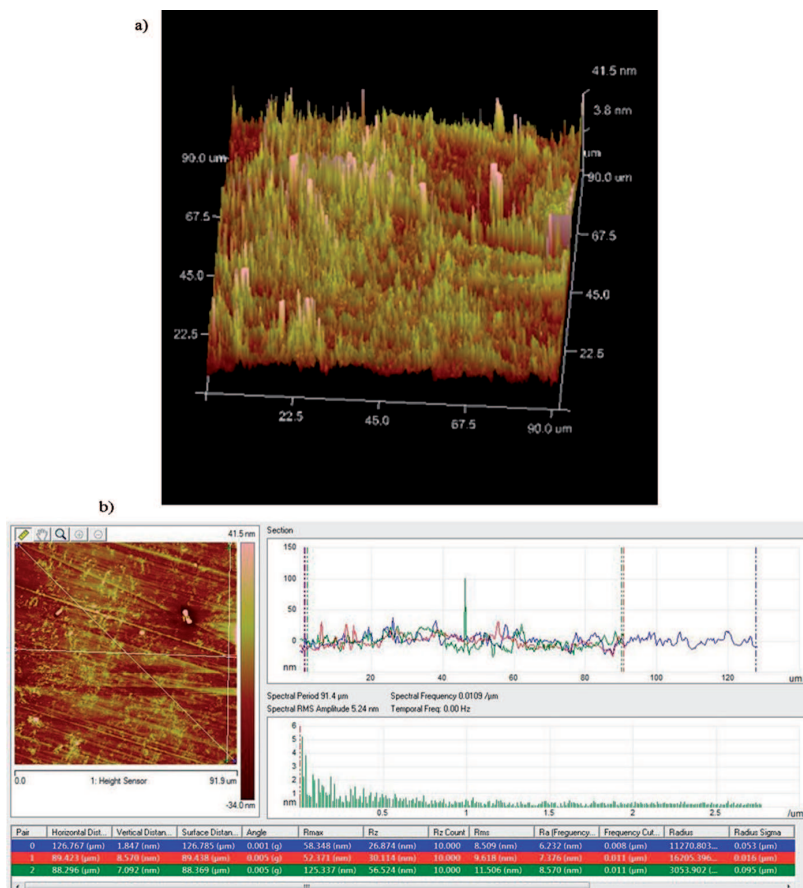 a)
41.5 nm
3.8 nm
um
90.0 um
90.0 um
67.5
67.5
45.0
45.0
22.5
22.5
22.5
45.0
67.5
90.0 um
b)
41.5 nm
0.0
1: Height Sensor
91.9 um
-34.0 nm
Section
150
100
50
0
nm
20
40
60
80
100
120
um
Spectral Period 91.4 µm
Spectral Frequency 0.0109 /µm
Spectral RMS Amplitude 5.24 nm
Temporal Freq: 0.00 Hz
6
5
4
3
2
1
nm
0.5
1
1.5
2
2.5
/um
Pair Horizontal Dist... Vertical Distan... Surface Distan... Angle Rmax Rz Rz Count Rms Ra (Freguency... Frequency Cut... Radius Radius Sigma
0 126.767 (µm) 1.847 (nm) 126.785 (µm) 0.001 (g) 58.348 (nm) 26.874 (nm) 10.000 8.509 (nm) 6.232 (nm) 0.008 (µm) 11270.803... 0.053 (µm)
1 89.423 (µm) 8.570 (nm) 89.438 (µm) 0.005 (g) 52.371 (nm) 30.114 (nm) 10.000 9.618 (nm) 7.376 (nm) 0.011 (µm) 16205.396... 0.016 (µm)
2 88.296 (µm) 7.092 (nm) 88.369 (µm) 0.005 (g) 125.337 (nm) 56.524 (nm) 10.000 11.506 (nm) 8.570 (nm) 0.011 (µm) 3053.902 (... 0.095 (µm)